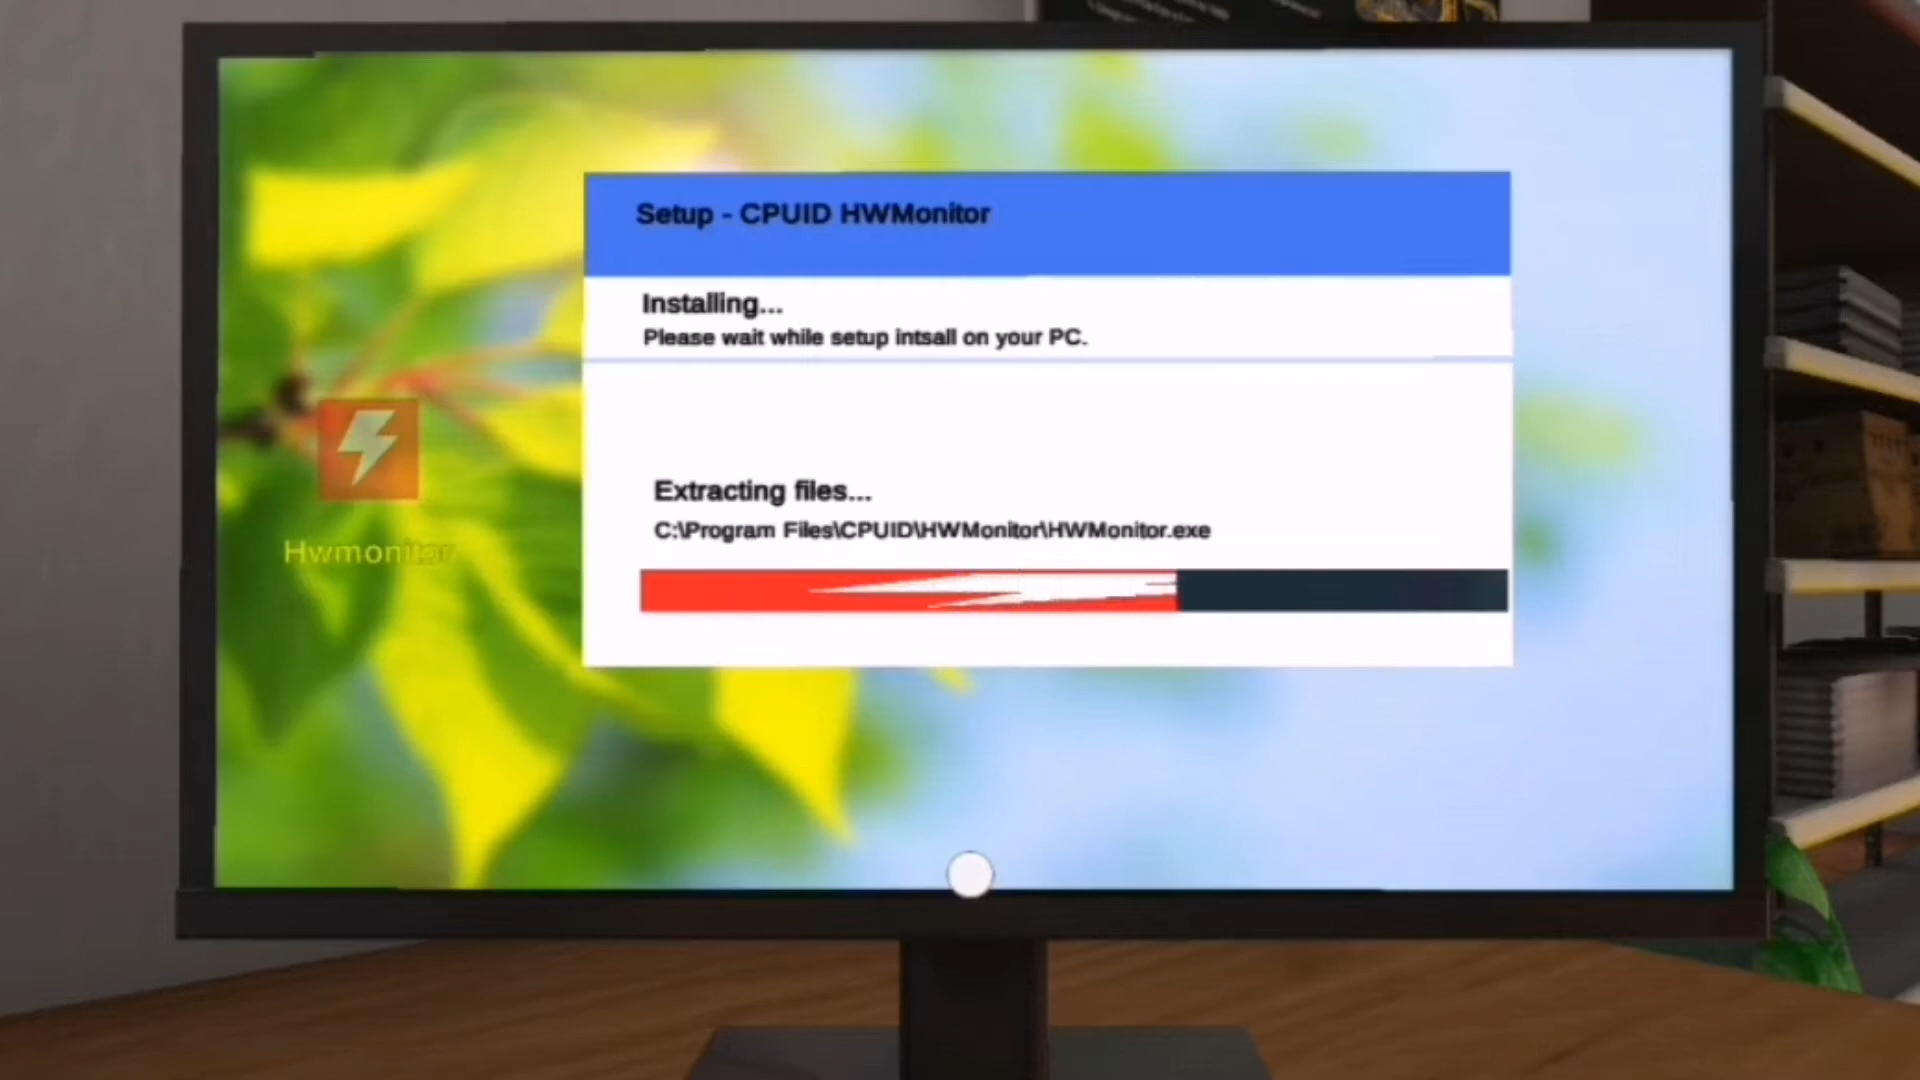 Setup - CPUID HWMonitor
Installing...
Please wait while setup intsall on your PC.
Extracting files...
C:\Program Files\CPUID\HWMonitor\HWMonitor.exe
Hwmonitor